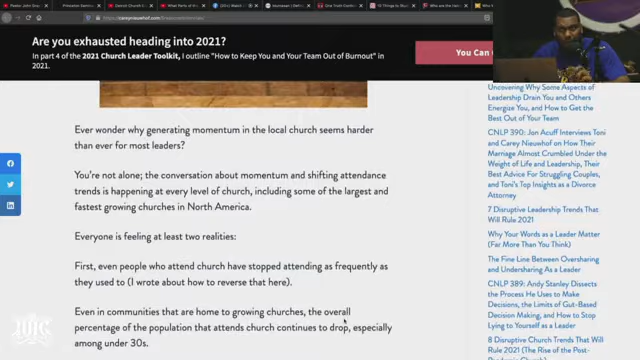 https://careynieuwhof.com/
Are you exhausted heading into 2021?
In part 4 of the 2021 Church Leader Toolkit, I outline "How to Keep You and Your Team Out of Burnout" in
2021.
You can
Ever wonder why generating momentum in the local church seems harder
than ever for most leaders?
You're not alone; the conversation about momentum and shifting attendance
trends is happening at every level of church, including some of the largest and
fastest growing churches in North America.
Everyone is feeling at least two realities:
First, even people who attend church have stopped attending as frequently as
they used to (I wrote about how to reverse that here).
Even in communities that are home to growing churches, the overall
percentage of the population that attends church continues to drop, especially
among under 30s.
Uncovering Why Some Aspects of
Leadership Drain You and Others
Energize You, and How to Get the
Best Out of Your Team
CNLP 390: Jon Acuff Interviews Toni
and Carey Nieuwhof on How Their
Marriage Almost Crumbled Under the
Weight of Life and Leadership, Their
Best Advice for Struggling Couples,
and Toni's Top Insights as a Divorce
Attorney
7 Disruptive Leadership Trends That
Will Rule 2021
Why Your Words as a Leader Matter
(Far More Than You Think)
The Fine Line Between Oversharing
and Undersharing As a Leader
CNLP 389: Andy Stanley Dissects
the Process He Uses to Make
Decisions, the Limits of Gut-Based
Decision Making, and How to Stop
Lying to Yourself as a Leader
8 Disruptive Church Trends That
Will Rule 2021 (The Rise of the Post-